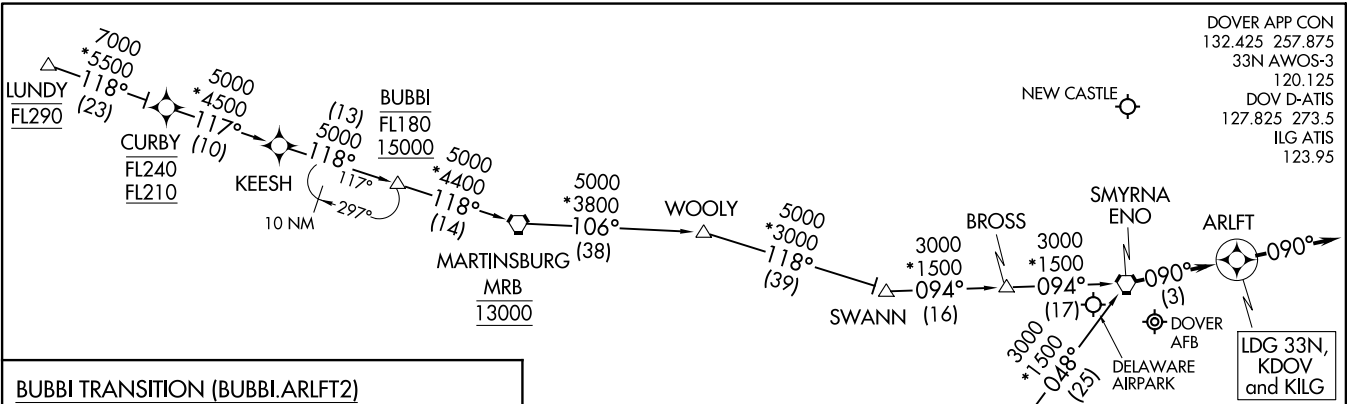 DOVER APP CON
132.425 257.875
33N AWOS-3
120.125
DOV D-ATIS
127.825 273.5
ILG ATIS
123.95
7000
*5500
118°
(23)
LUNDY
FL290
5000
*4500
117°
(10)
CURBY
FL240
FL210
KEESH
(13)
5000
118°
117°
297°
10 NM
BUBBI
FL180
15000
5000
*4400
118°
(14)
MARTINSBURG
MRB
13000
5000
*3800
106°
(38)
WOOLY
5000
*3000
118°
(39)
SWANN
3000
*1500
094°
(16)
BROSS
3000
*1500
094°
(17)
NEW CASTLE
SMYRNA
ENO
090°
(3)
ARLFT
090°
DOVER
AFB
DELAWARE
AIRPARK
3000
*1500
048°
(25)
LDG 33N,
KDOV
and KILG
BUBBI TRANSITION (BUBBI.ARLFT2)